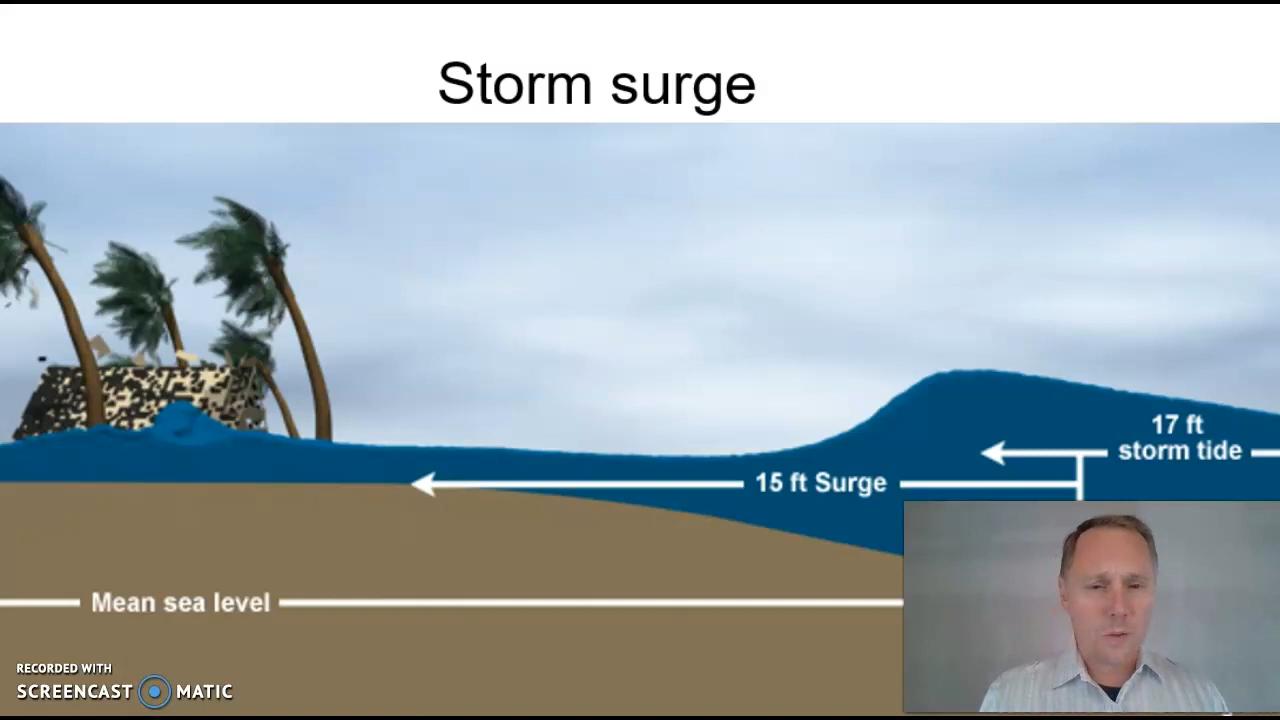 Storm surge
17 ft
storm tide
15 ft Surge
Mean sea level
RECORDED WITH
SCREENCAST MATIC